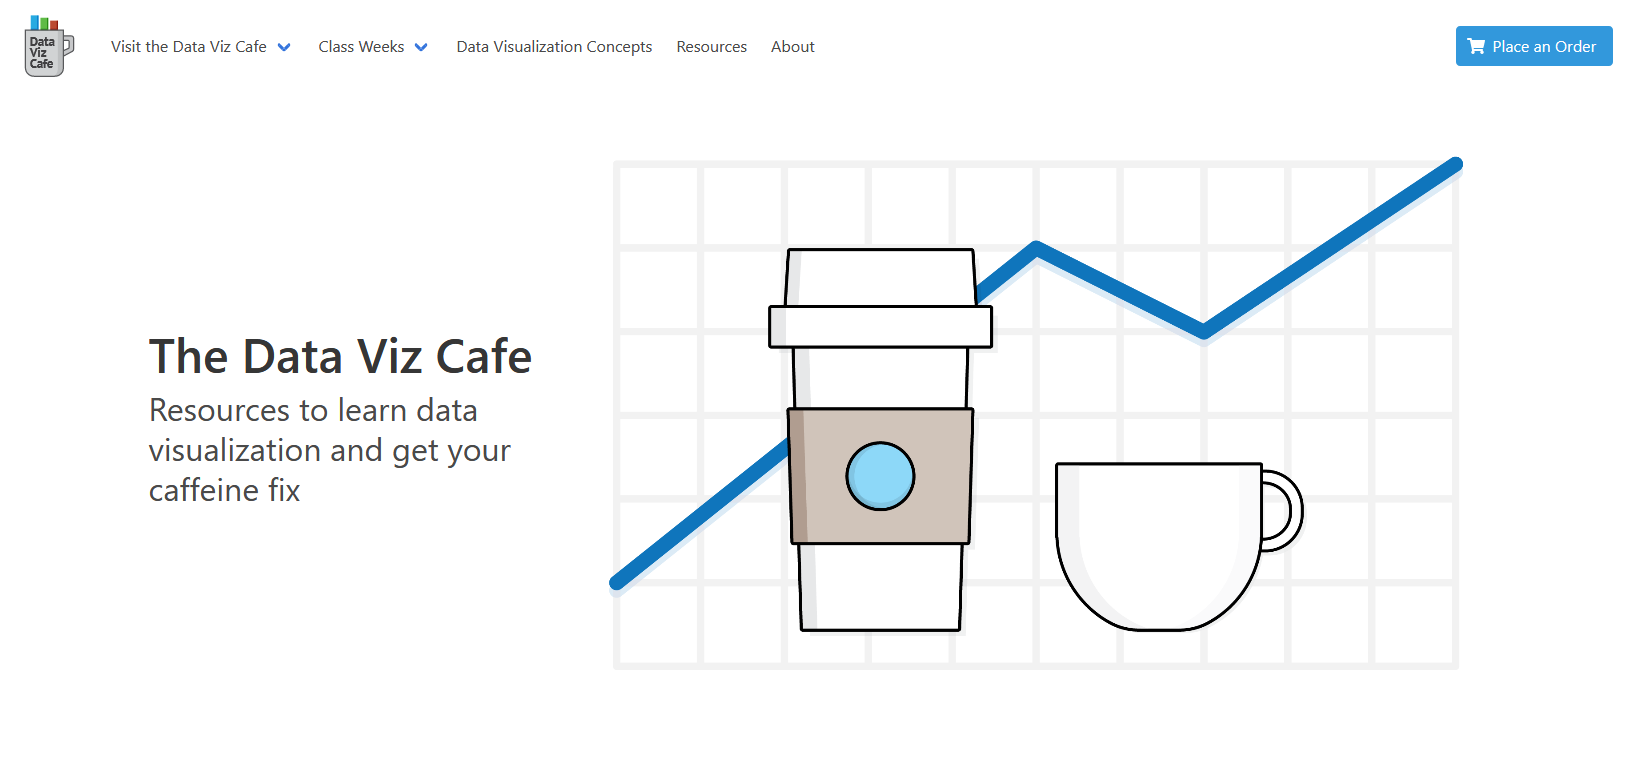 Data
Viz
Cafe
Visit the Data Viz Cafe
Class Weeks
Data Visualization Concepts
Resources
About
Place an Order
The Data Viz Cafe
Resources to learn data
visualization and get your
caffeine fix